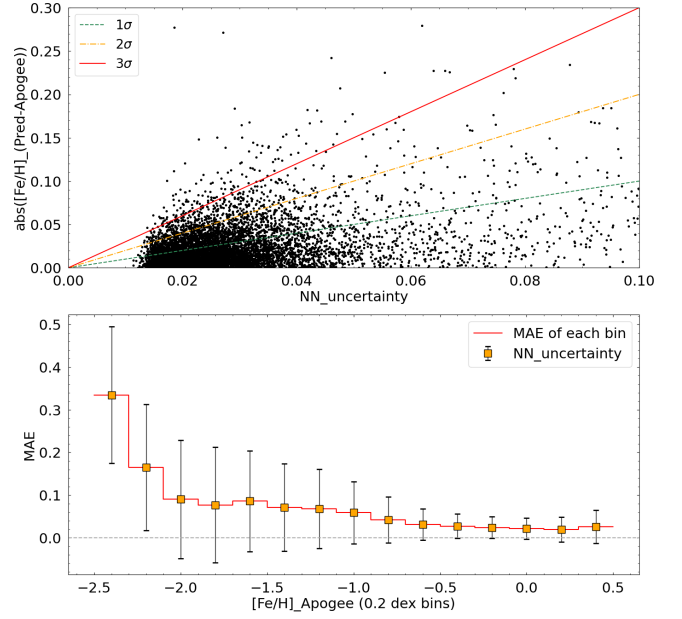 0.30
0.25
0.20
0.15
0.10
0.05
0.00
abs([Fe/H]_(Pred-Apogee))
1σ
2σ
3σ
0.00 0.02 0.04 0.06 0.08 0.10
NN_uncertainty
0.5
0.4
0.3
0.2
0.1
0.0
MAE
MAE of each bin
NN_uncertainty
−2.5 −2.0 −1.5 −1.0 −0.5 0.0 0.5
[Fe/H]_Apogee (0.2 dex bins)